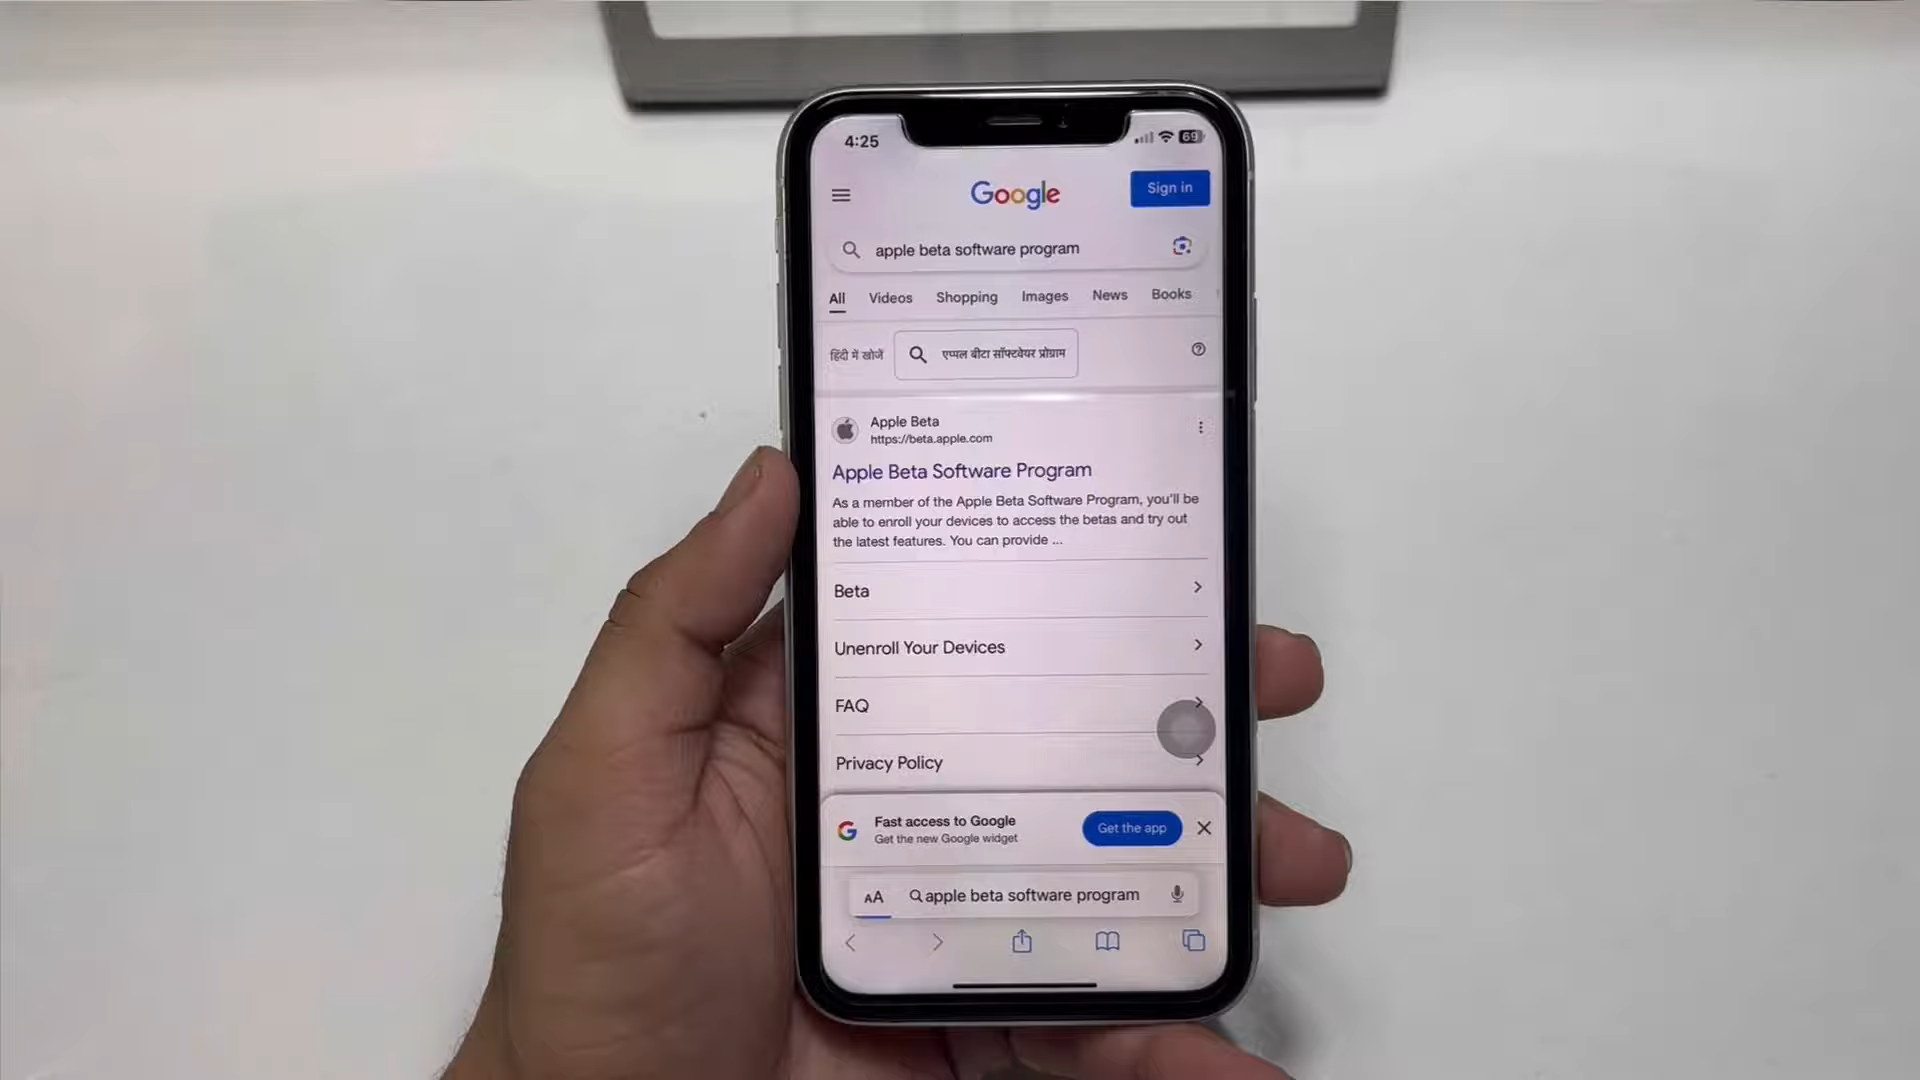 4:25
69
Google
Sign in
apple beta software program
All Videos Shopping Images News Books
हिंदी में खोजें
एप्पल बीटा सॉफ्टवेयर प्रोग्राम
Apple Beta
https://beta.apple.com
Apple Beta Software Program
As a member of the Apple Beta Software Program, you'll be
able to enroll your devices to access the betas and try out
the latest features. You can provide ...
Beta
Unenroll Your Devices
FAQ
Privacy Policy
G
Fast access to Google
Get the new Google widget
Get the app
AA
apple beta software program